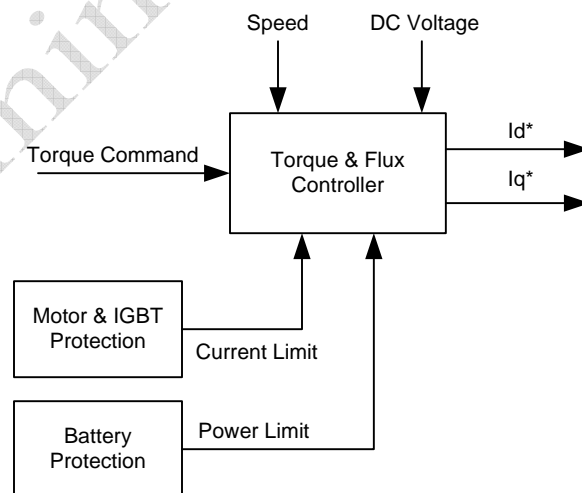 Speed
DC Voltage
Torque Command
Torque & Flux
Controller
Id*
Iq*
Motor & IGBT
Protection
Current Limit
Battery
Protection
Power Limit